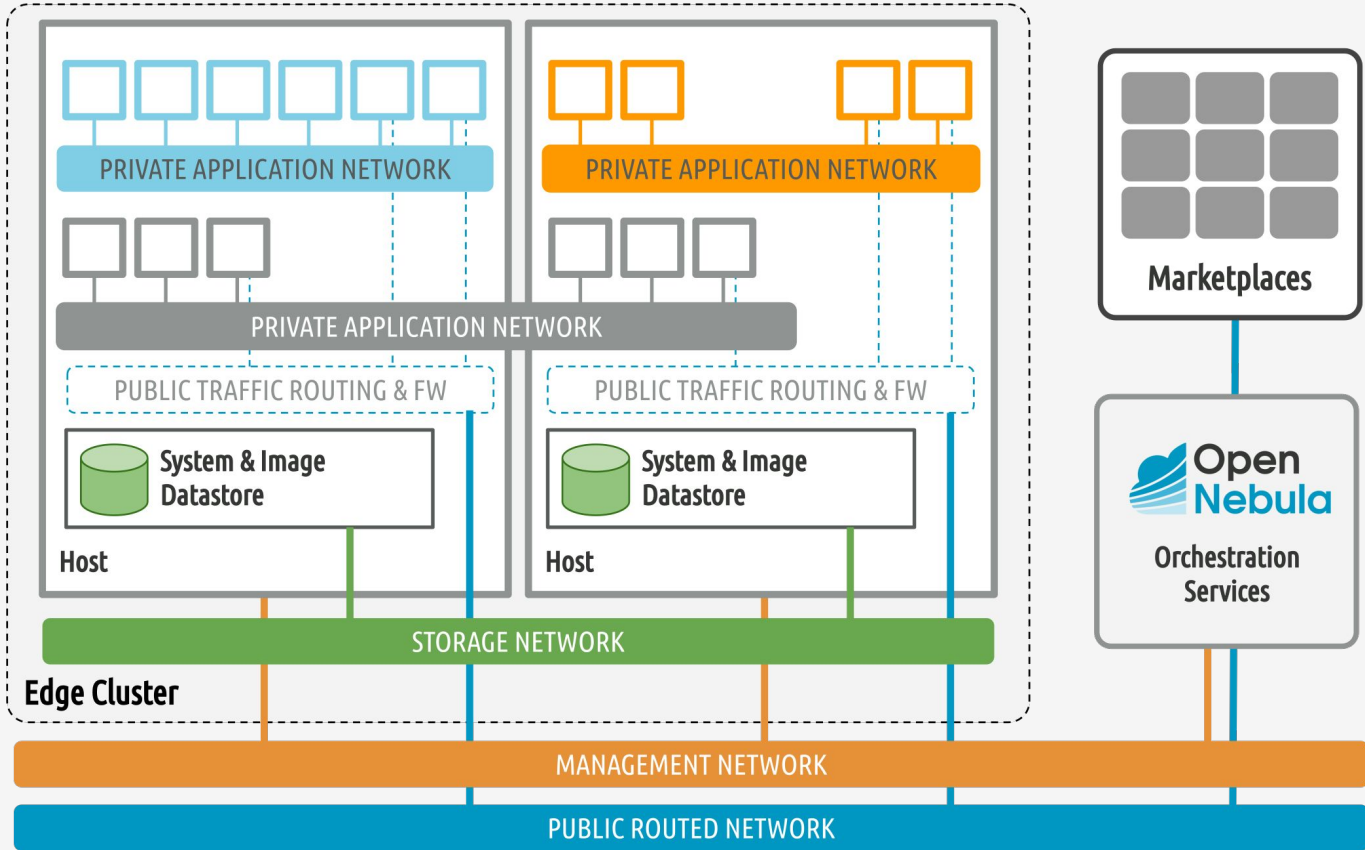 PRIVATE APPLICATION NETWORK
PRIVATE APPLICATION NETWORK
PRIVATE APPLICATION NETWORK
PUBLIC TRAFFIC ROUTING & FW
PUBLIC TRAFFIC ROUTING & FW
System & Image
Datastore
System & Image
Datastore
Host
Host
STORAGE NETWORK
Edge Cluster
Marketplaces
Open
Nebula
Orchestration
Services
MANAGEMENT NETWORK
PUBLIC ROUTED NETWORK